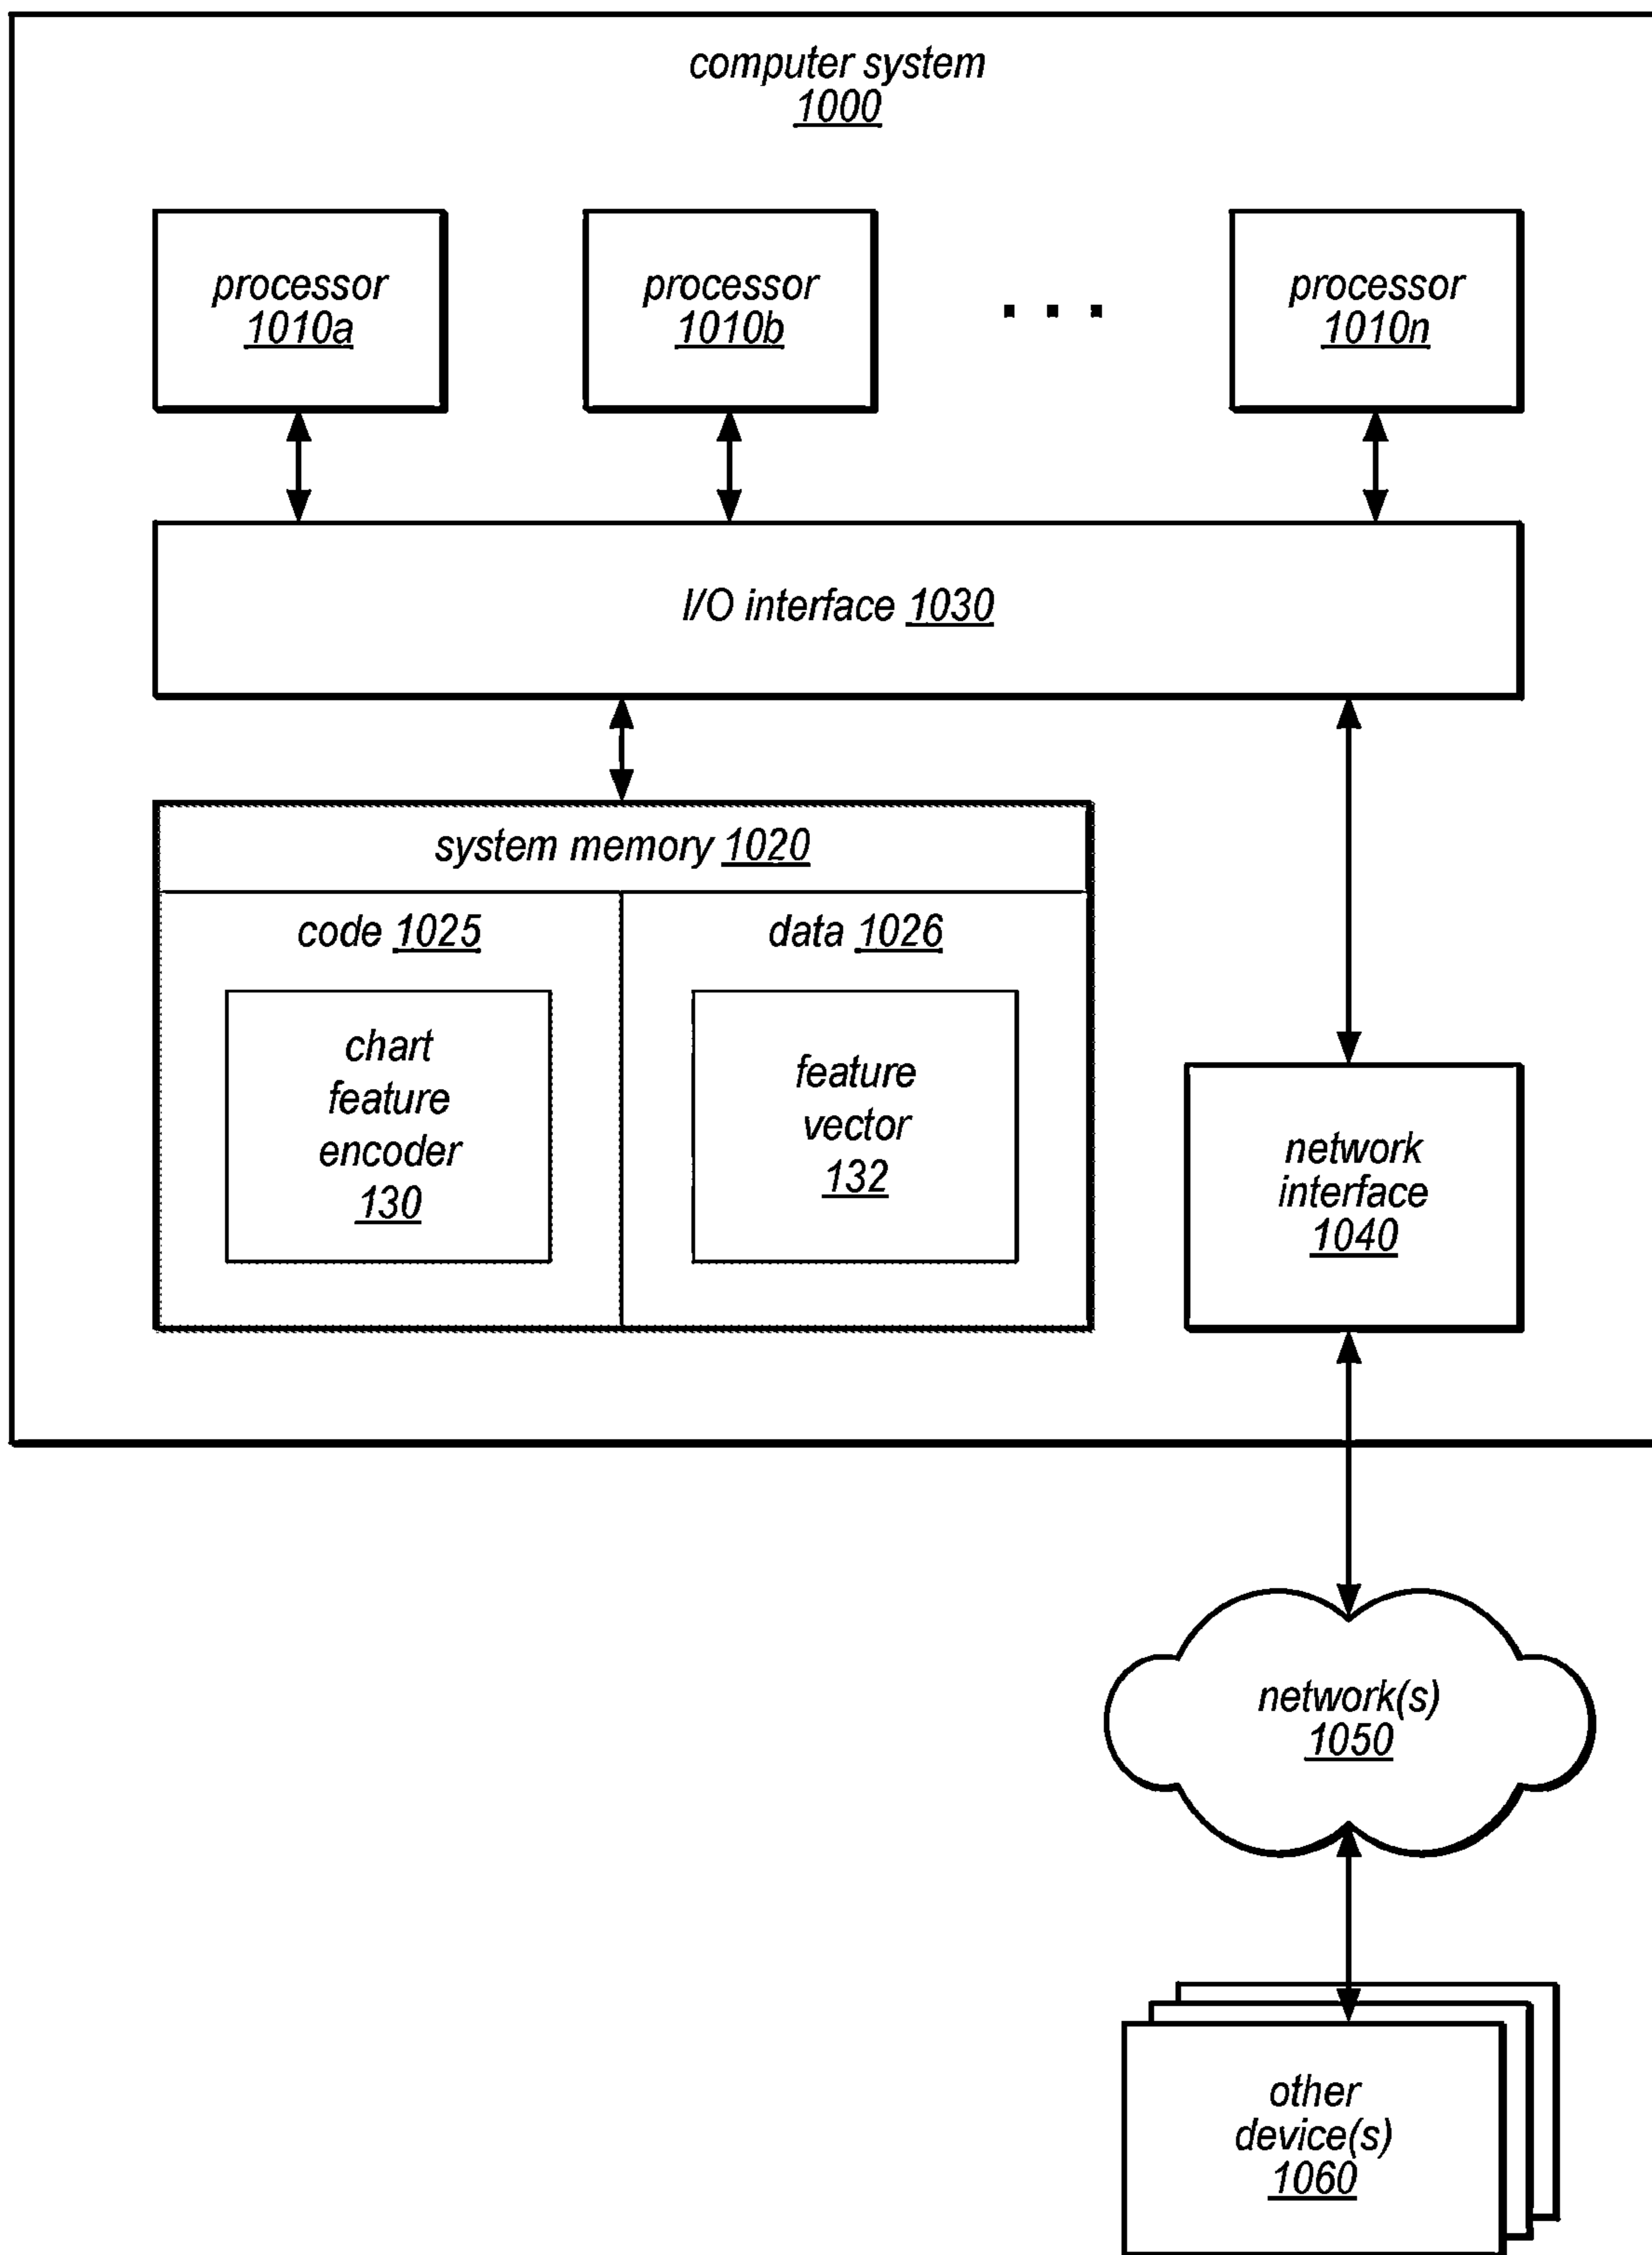 computer system
1000
processor
1010a
processor
1010b
. . .
processor
1010n
I/O interface 1030
system memory 1020
code 1025
chart
feature
encoder
130
data 1026
feature
vector
132
network
interface
1040
network(s)
1050
other
device(s)
1060